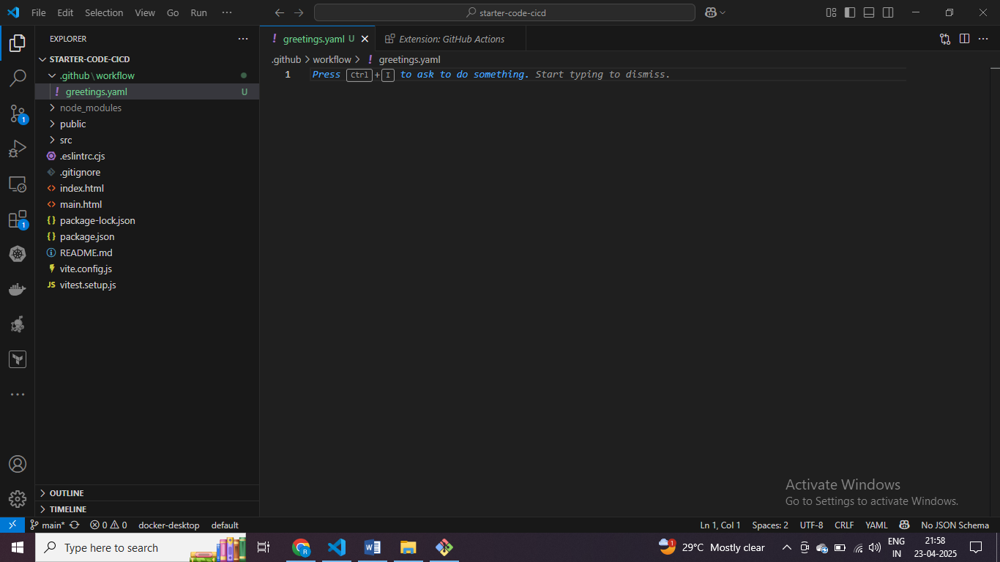 File Edit Selection View Go Run ···
starter-code-cicd
EXPLORER ···
STARTER-CODE-CICD
.github\workflow
greetings.yaml U
node_modules
public
src
.eslintrc.cjs
.gitignore
index.html
main.html
package-lock.json
package.json
README.md
vite.config.js
JS vitest.setup.js
OUTLINE
TIMELINE
1
1
! greetings.yaml U
Extension: GitHub Actions
.github > workflow > ! greetings.yaml
1 Press Ctrl+I to ask to do something. Start typing to dismiss.
Activate Windows
Go to Settings to activate Windows.
main* 0 0 docker-desktop default Ln 1, Col 1 Spaces: 2 UTF-8 CRLF YAML No JSON Schema
Type here to search
1 29°C Mostly clear
ENG
IN
21:58
23-04-2025